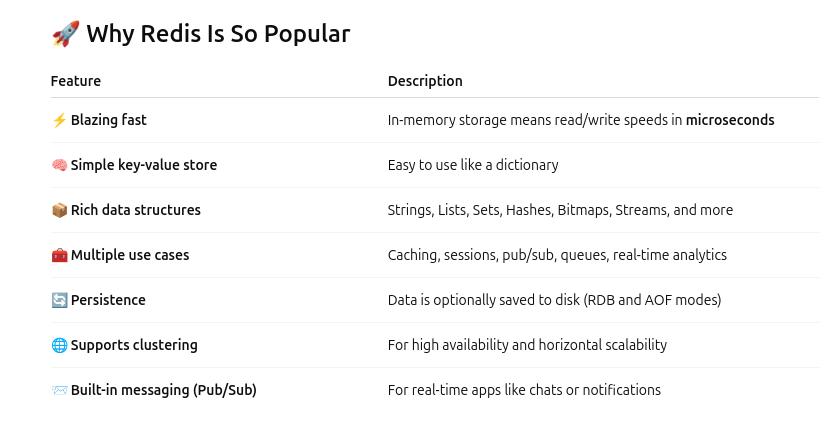 🚀 Why Redis Is So Popular
Feature Description
⚡ Blazing fast In-memory storage means read/write speeds in microseconds
🧠 Simple key-value store Easy to use like a dictionary
📦 Rich data structures Strings, Lists, Sets, Hashes, Bitmaps, Streams, and more
🧰 Multiple use cases Caching, sessions, pub/sub, queues, real-time analytics
🔄 Persistence Data is optionally saved to disk (RDB and AOF modes)
🌐 Supports clustering For high availability and horizontal scalability
📨 Built-in messaging (Pub/Sub) For real-time apps like chats or notifications